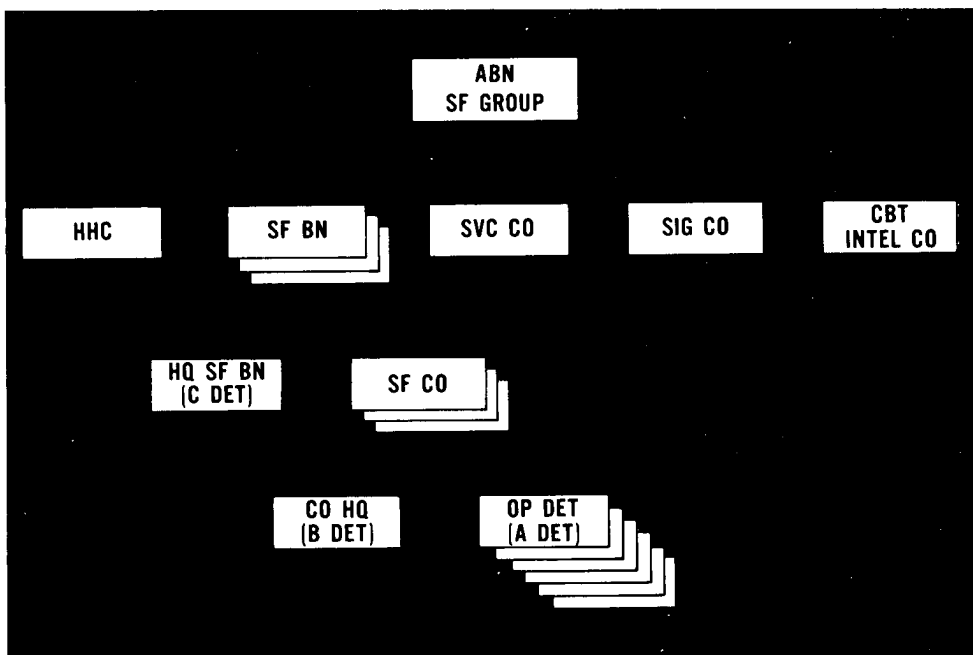 ABN
SF GROUP
HHC
SF BN
SVC CO
SIG CO
CBT
INTEL CO
HQ SF BN
(C DET)
SF CO
CO HQ
(B DET)
OP DET
(A DET)